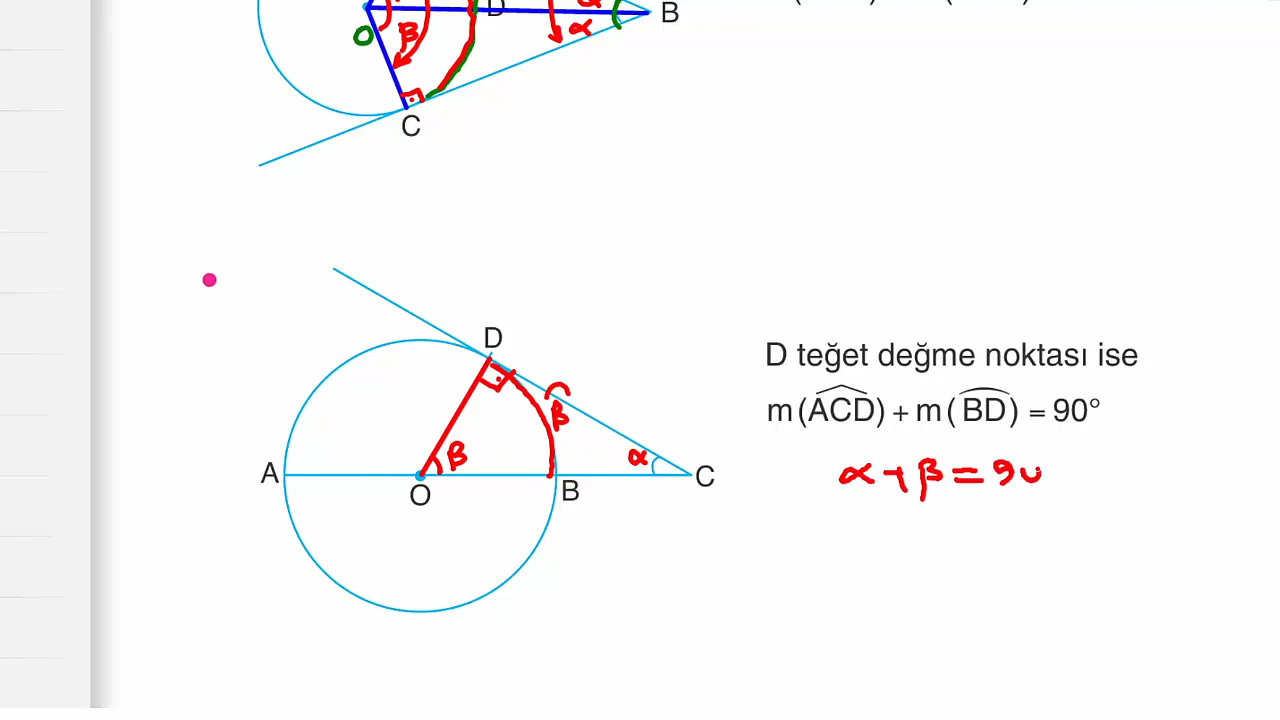 D
α
B
O
β
α
C
D
D teğet değme noktası ise
m(ACD) + m(BD) = 90°
β
β
α
α + β = 90
A
C
O
B